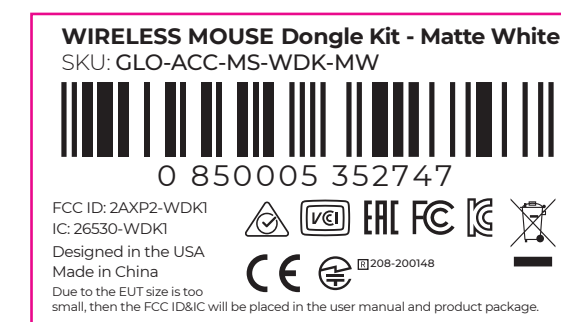 WIRELESS MOUSE Dongle Kit - Matte White
SKU: GLO-ACC-MS-WDK-MW
0 850005 352747
FCC ID: 2AXP2-WDK1
IC: 26530-WDK1
VCI EAC FC KC
Designed in the USA
Made in China
CE R 208-200148
Due to the EUT size is too
small, then the FCC ID&IC will be placed in the user manual and product package.